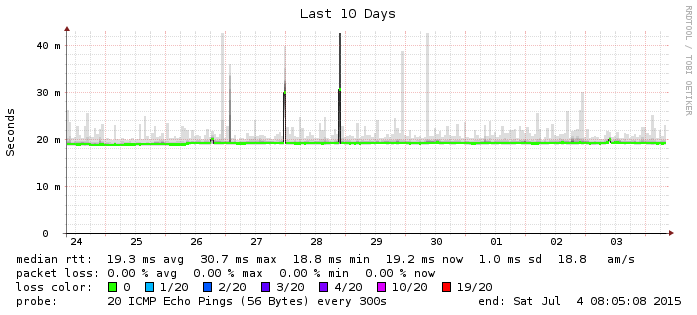 Last 10 Days
RRDTOOL / TOBI OETIKER
Seconds
40 m
30 m
20 m
10 m
0
24 25 26 27 28 29 30 01 02 03
median rtt: 19.3 ms avg 30.7 ms max 18.8 ms min 19.2 ms now 1.0 ms sd 18.8 am/s
packet loss: 0.00 % avg 0.00 % max 0.00 % min 0.00 % now
loss color: 0 1/20 2/20 3/20 4/20 10/20 19/20
probe: 20 ICMP Echo Pings (56 Bytes) every 300s end: Sat Jul 4 08:05:08 2015